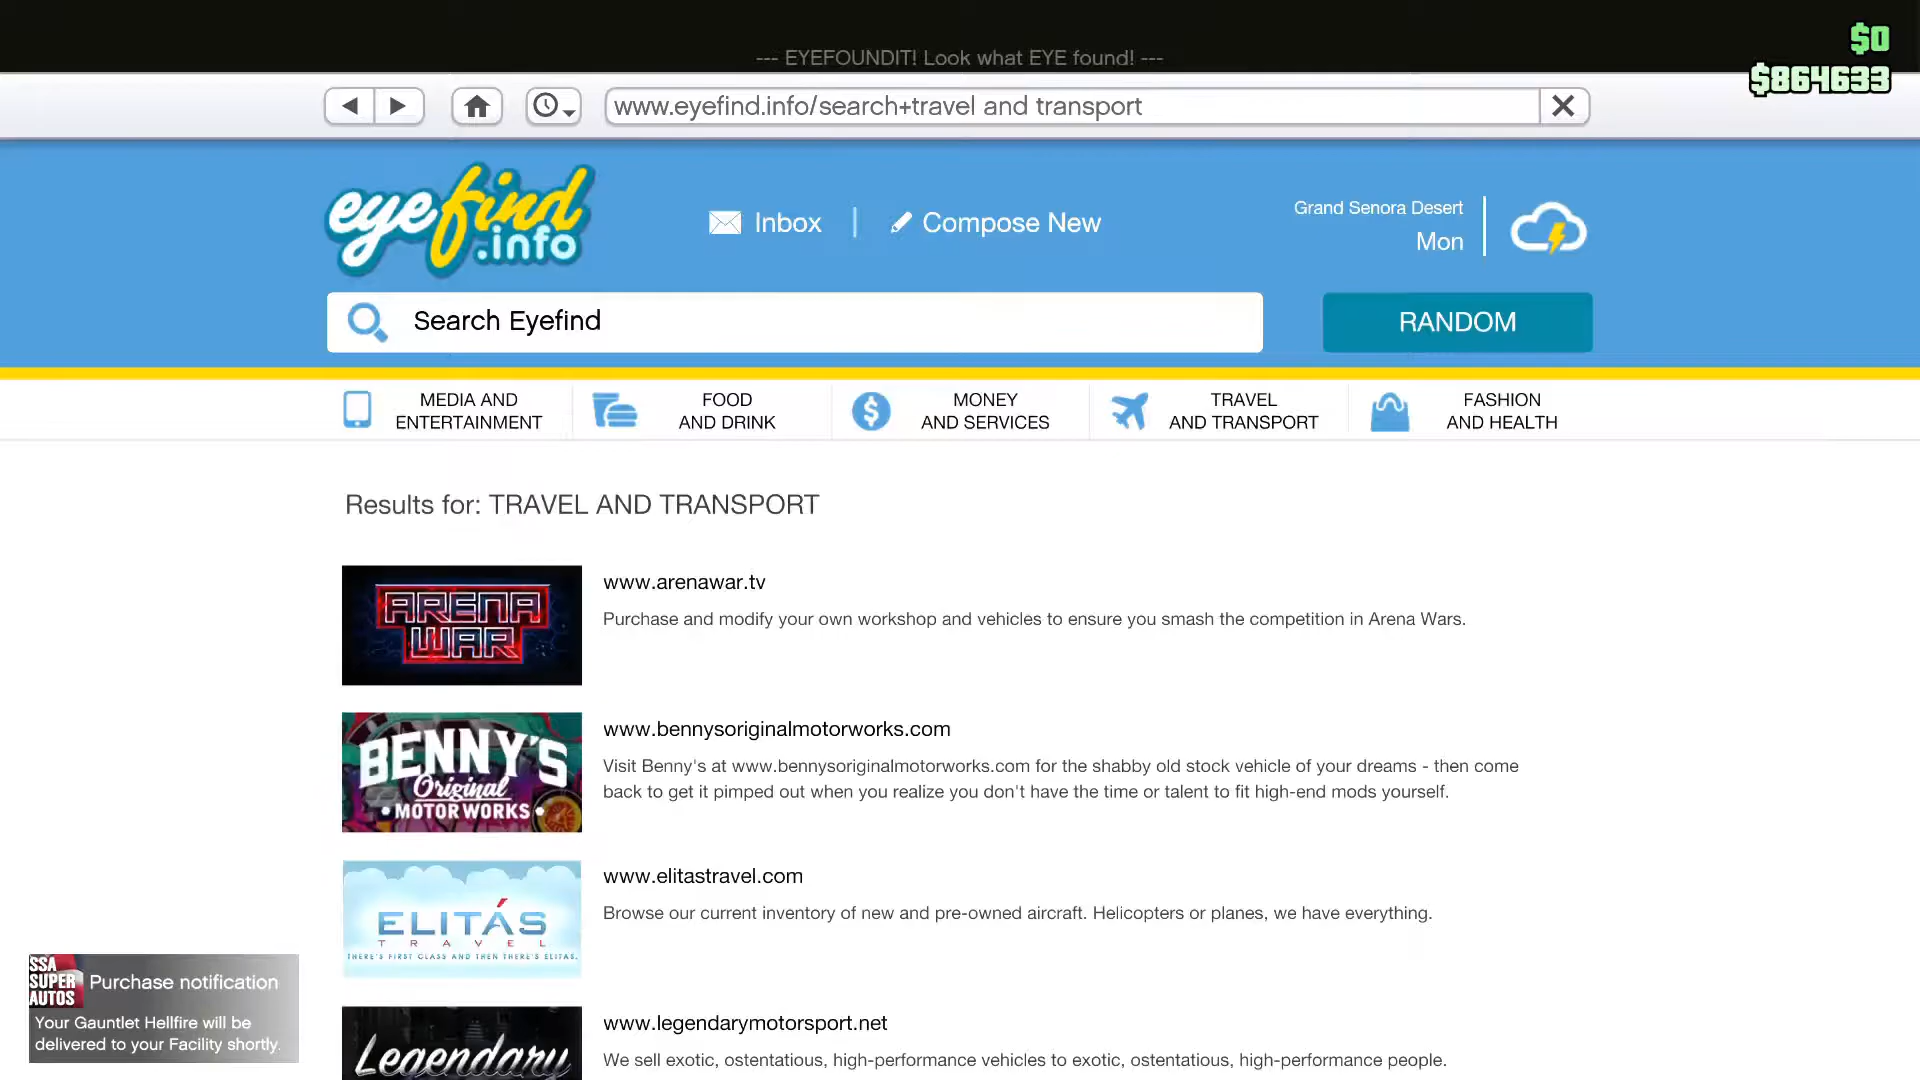 $0
--- EYEFOUNDIT! Look what EYE found! ---
$864633
www.eyefind.info/search+travel and transport
eyefind
.info
Inbox
Compose New
Grand Senora Desert
Mon
Search Eyefind
RANDOM
MEDIA AND
ENTERTAINMENT
FOOD
AND DRINK
MONEY
AND SERVICES
TRAVEL
AND TRANSPORT
FASHION
AND HEALTH
Results for: TRAVEL AND TRANSPORT
ARENA
WAR
www.arenawar.tv
Purchase and modify your own workshop and vehicles to ensure you smash the competition in Arena Wars.
BENNY'S
Original
MOTOR WORKS
www.bennysoriginalmotorworks.com
Visit Benny's at www.bennysoriginalmotorworks.com for the shabby old stock vehicle of your dreams - then come
back to get it pimped out when you realize you don't have the time or talent to fit high-end mods yourself.
ELITÁS
TRAVEL
THERE'S FIRST CLASS AND THEN THERE'S ELITAS.
www.elitastravel.com
Browse our current inventory of new and pre-owned aircraft. Helicopters or planes, we have everything.
Legendary
www.legendarymotorsport.net
We sell exotic, ostentatious, high-performance vehicles to exotic, ostentatious, high-performance people.
SSA
SUPER
AUTOS
Purchase notification
Your Gauntlet Hellfire will be
delivered to your Facility shortly.